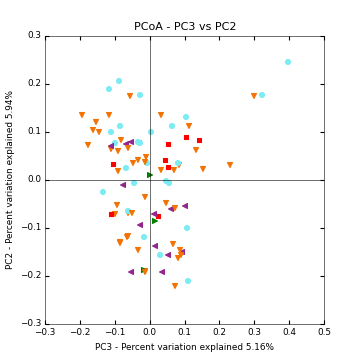 PCoA - PC3 vs PC2
0.3
0.2
0.1
0.0
−0.1
−0.2
−0.3
PC2 - Percent variation explained 5.94%
−0.3 −0.2 −0.1 0.0 0.1 0.2 0.3 0.4 0.5
PC3 - Percent variation explained 5.16%